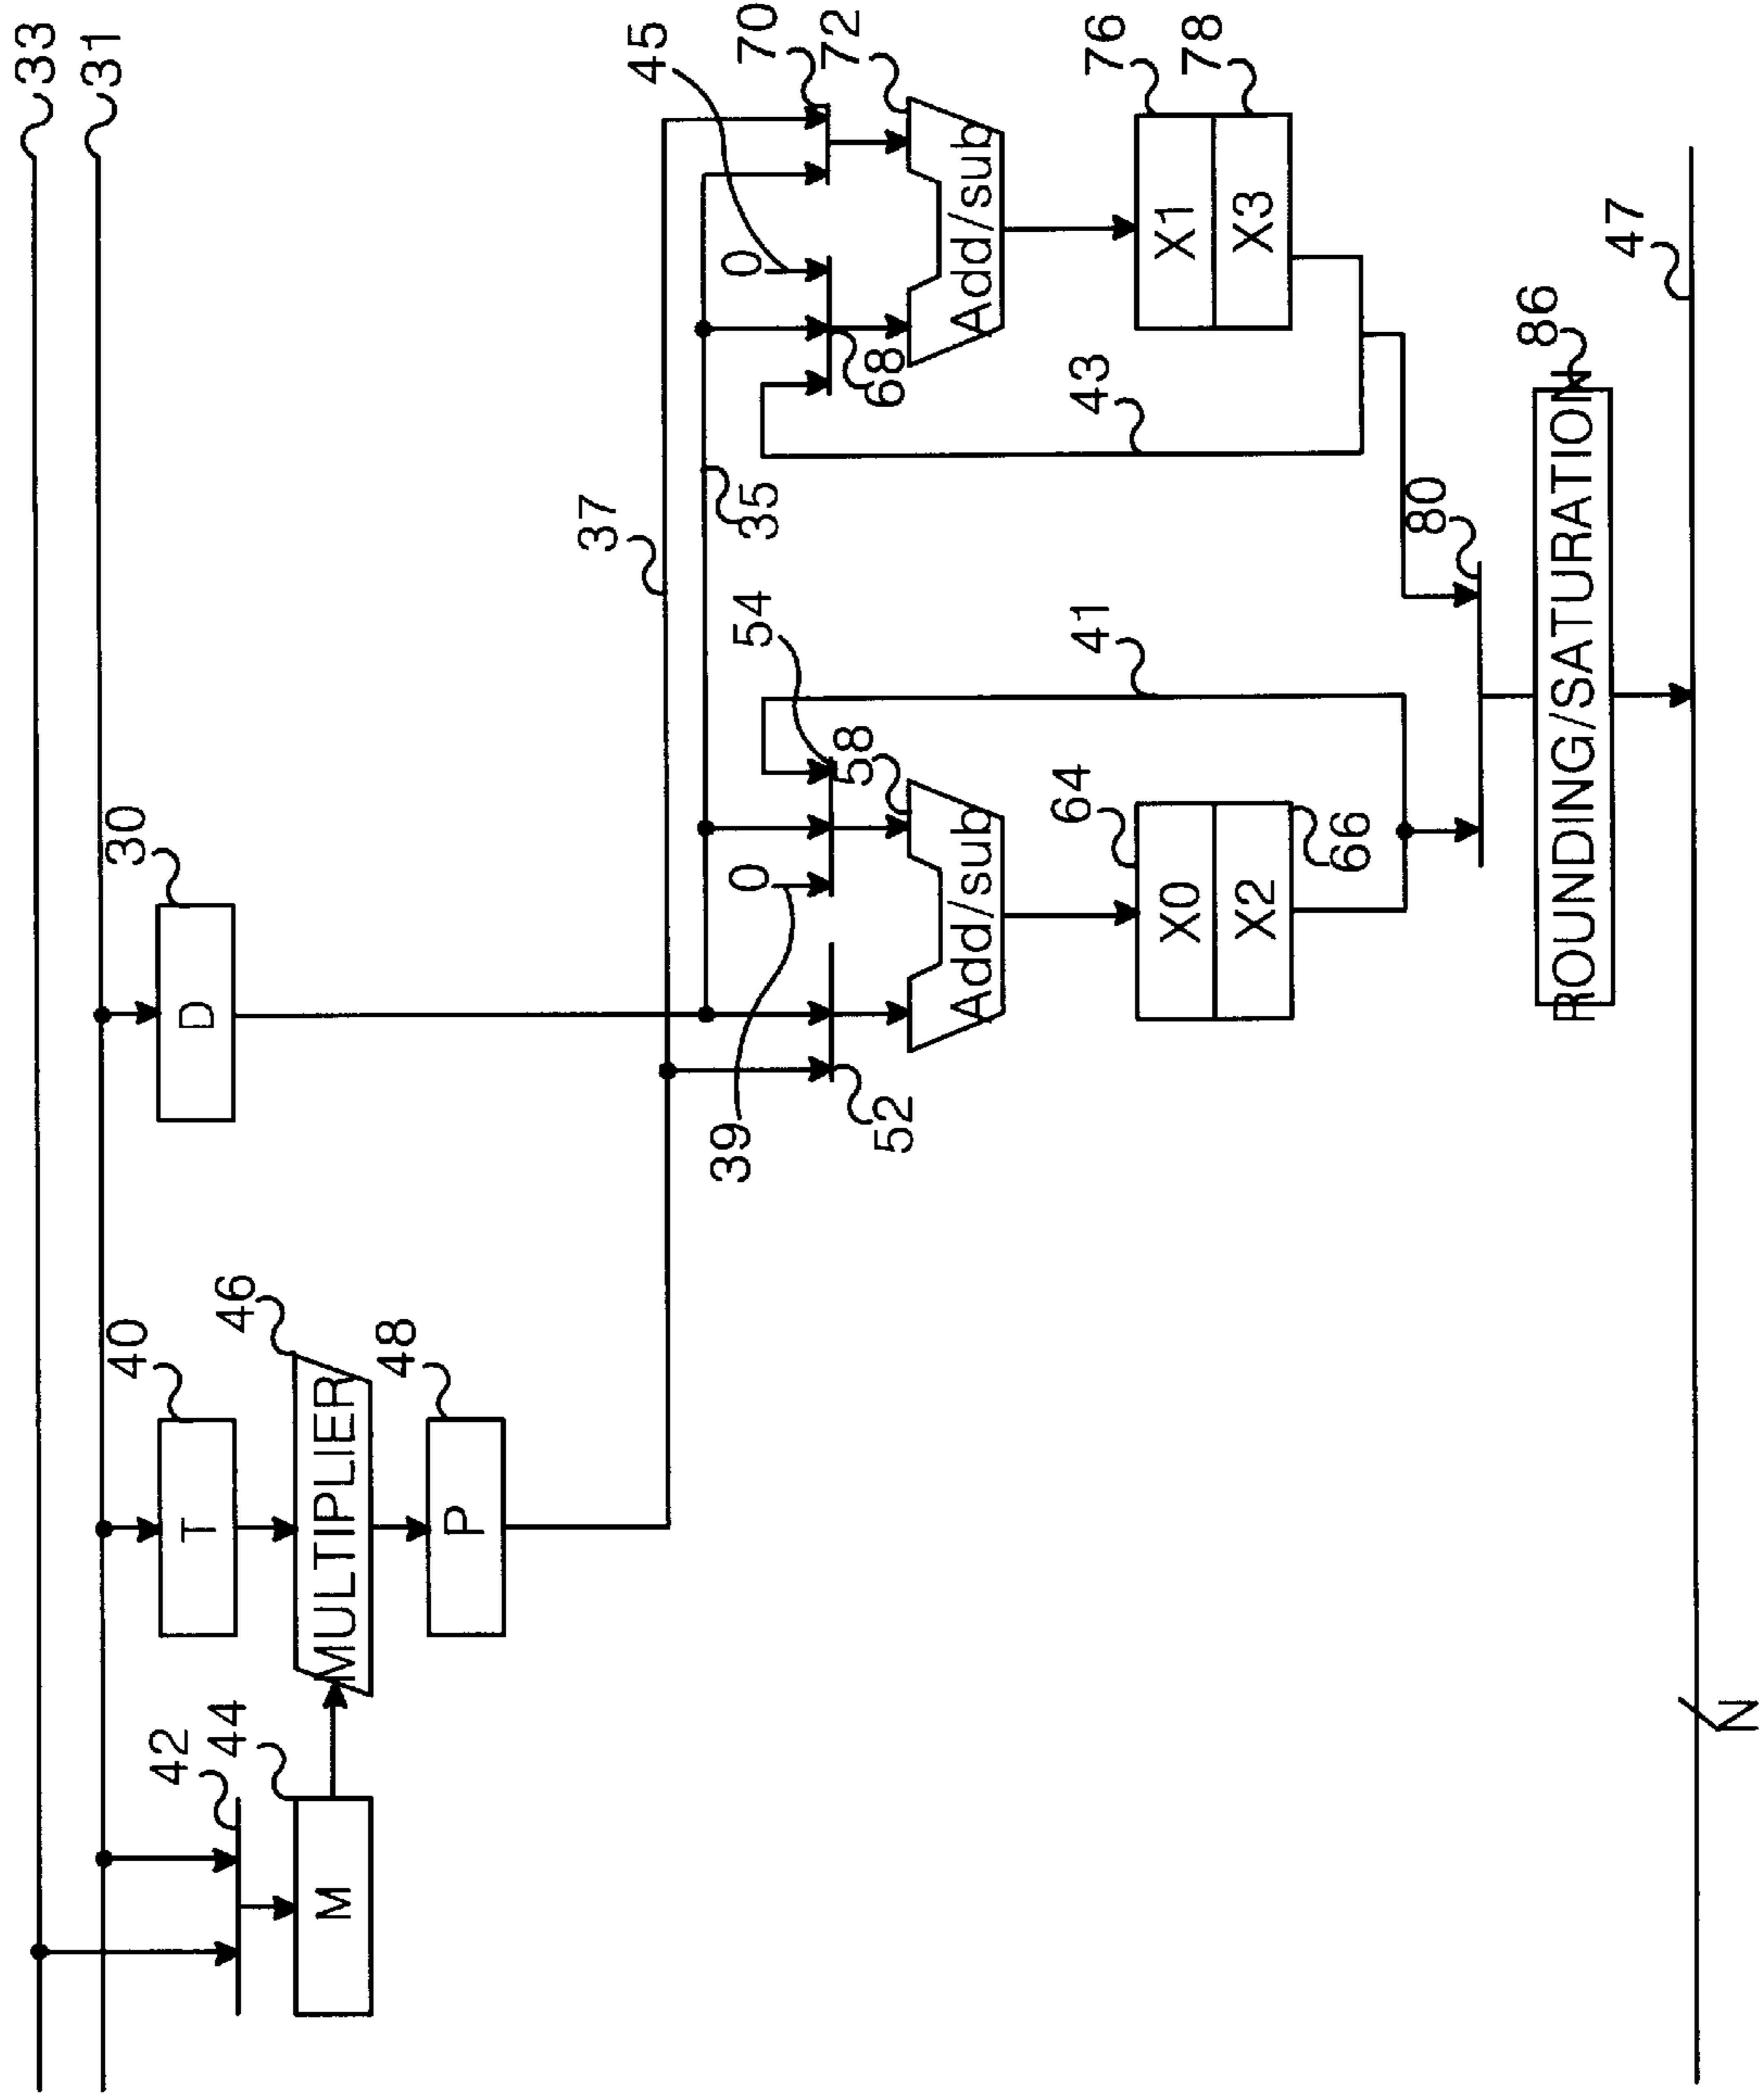 33
31
30
40
D
T
46
42
44
MULTIPLIER
M
48
P
37
45
70
72
0
35
68
54
58
0
39
52
Add/sub
Add/sub
76
78
X1
X3
43
41
64
X0
X2
66
80
86
ROUNDING/SATURATION
47
N